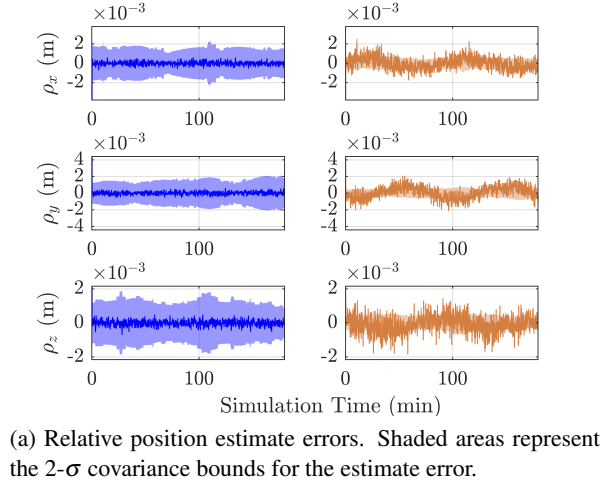 ×10⁻³ ×10⁻³
ρx (m) 2 0 -2 2 0 -2
0 100 0 100
×10⁻³ ×10⁻³
ρy (m) 4 2 0 -2 -4 4 2 0 -2 -4
0 100 0 100
×10⁻³ ×10⁻³
ρz (m) 2 0 -2 2 0 -2
0 100 0 100
Simulation Time (min)
(a) Relative position estimate errors. Shaded areas represent
the 2-σ covariance bounds for the estimate error.